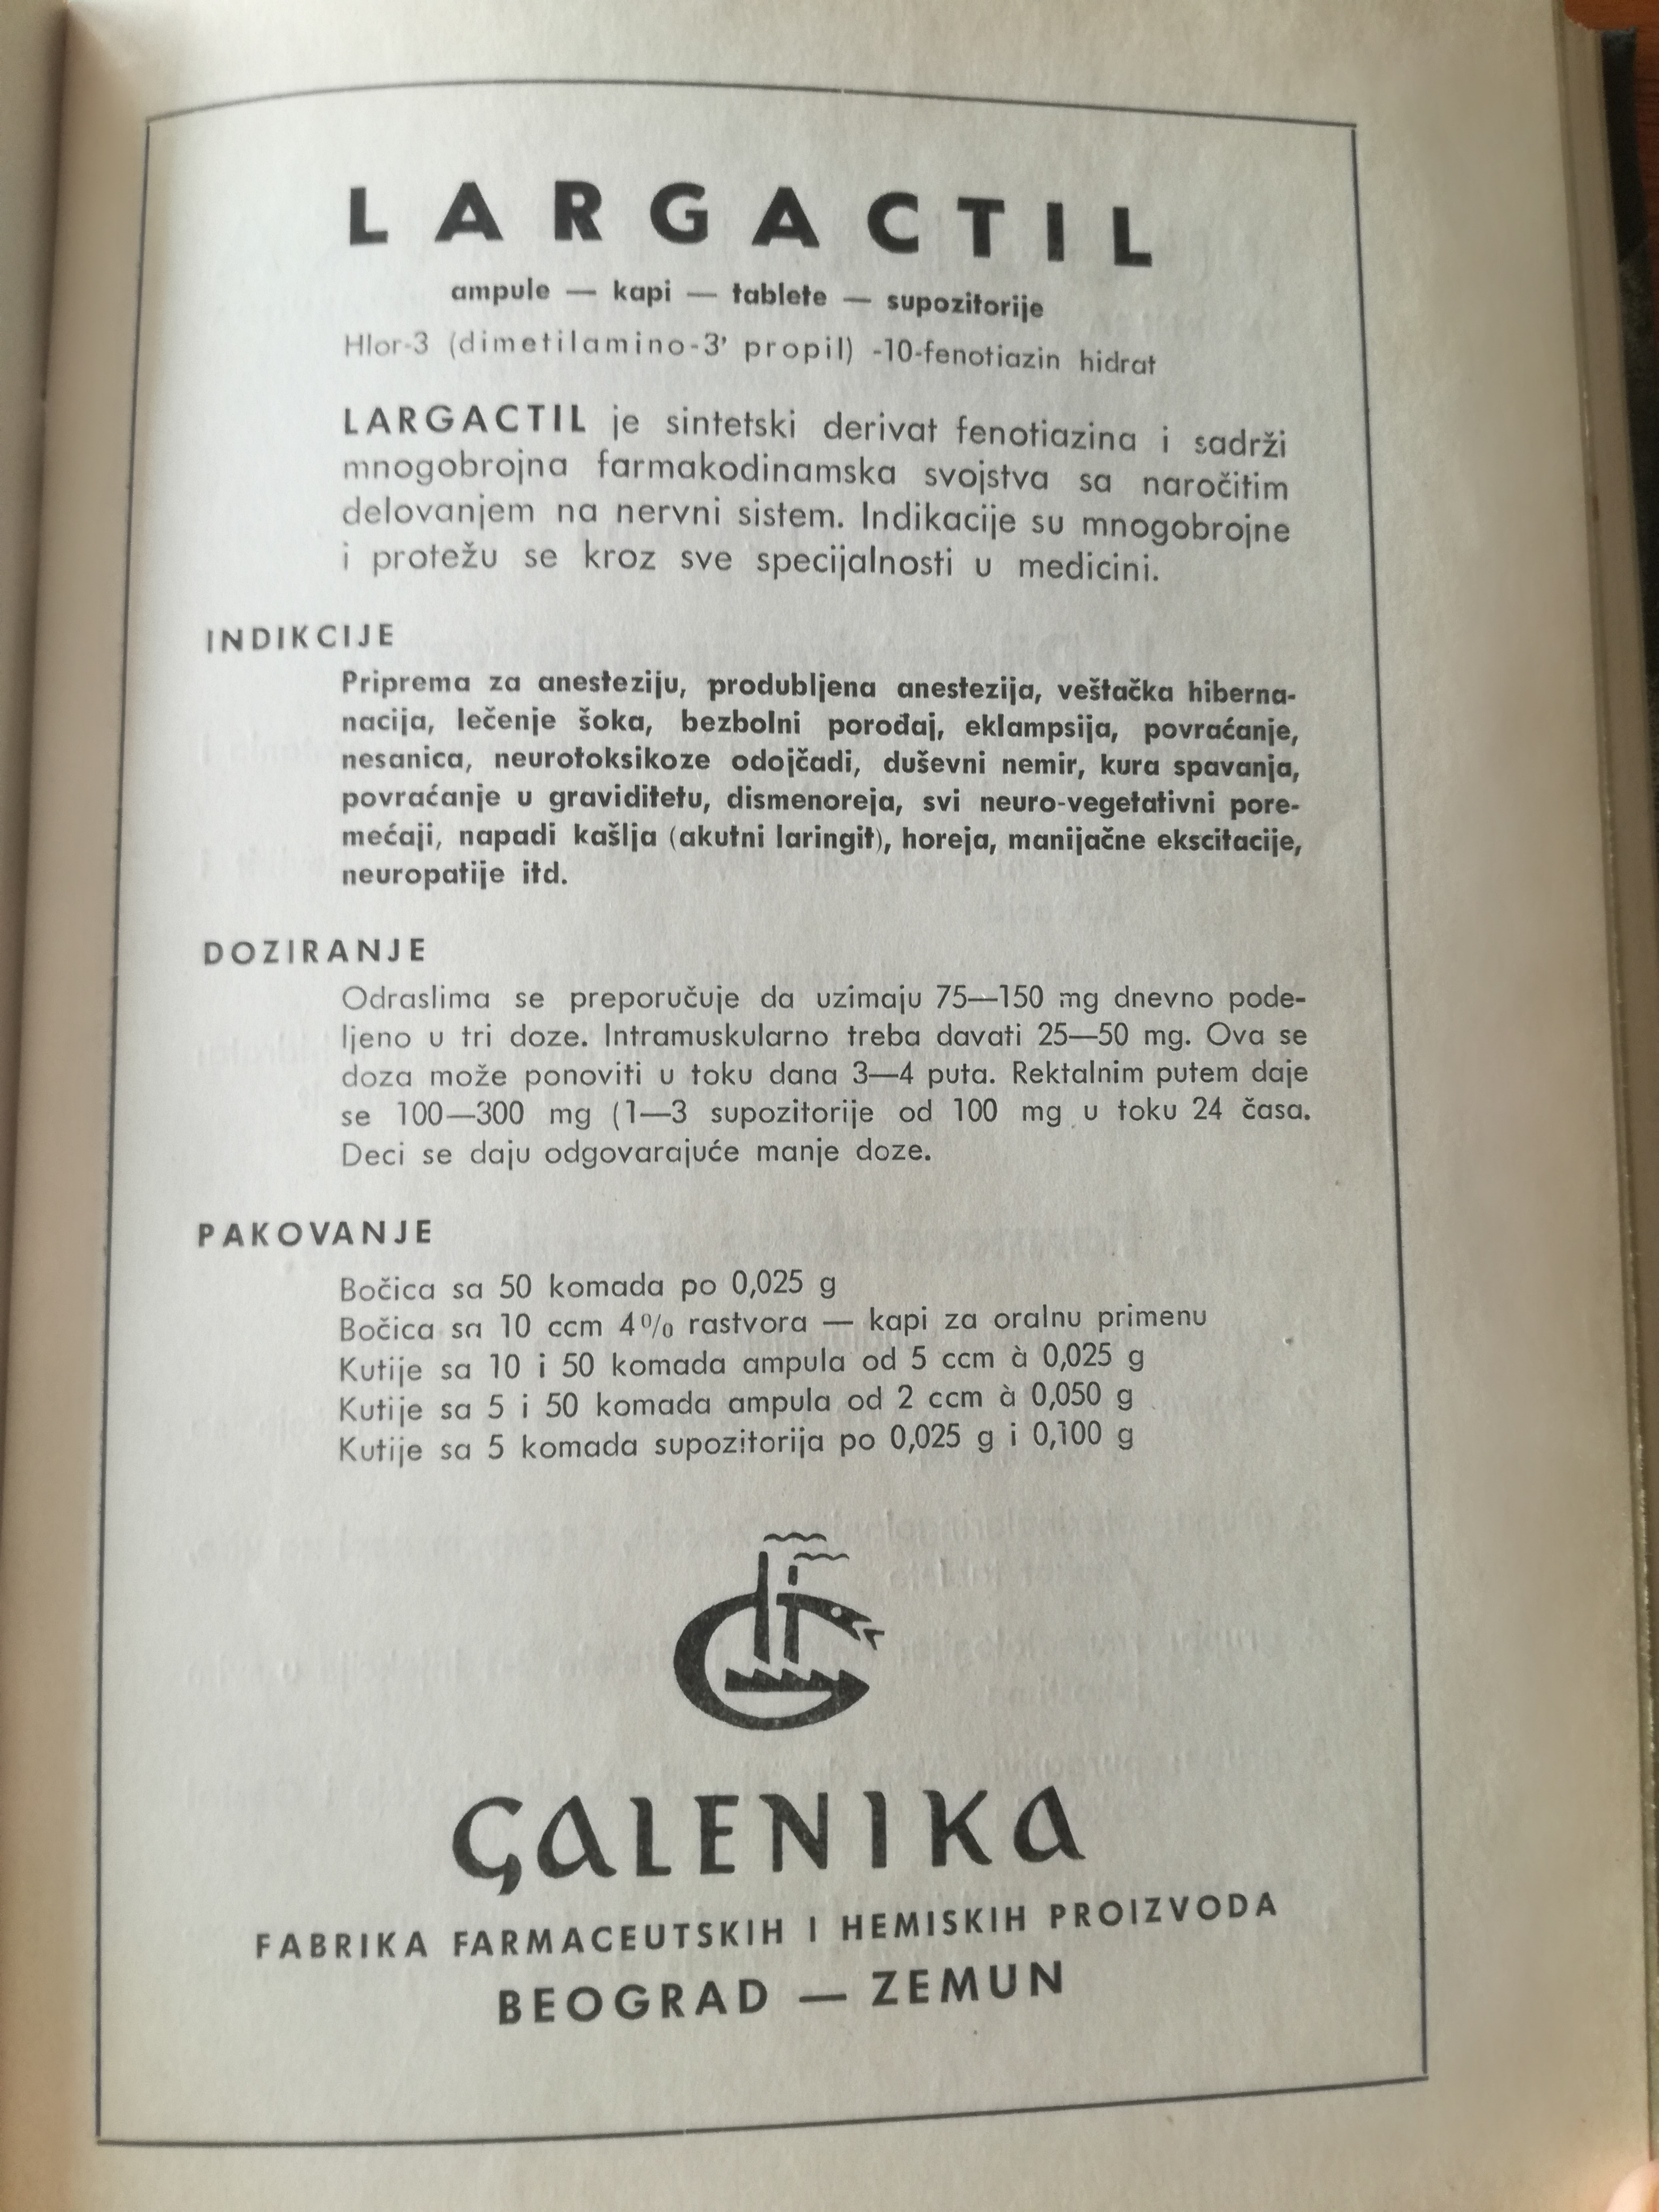 LARGACTIL
ampule — kapi — tablete — supozitorije
Hlor-3 (dimetilamino-3' propil) -10-fenotiazin hidrat
LARGACTIL je sintetski derivat fenotiazina i sadrži
mnogobrojna farmakodinamska svojstva sa naročitim
delovanjem na nervni sistem. Indikacije su mnogobrojne
i protežu se kroz sve specijalnosti u medicini.
INDIKCIJE
Priprema za anesteziju, produbljena anestezija, veštačka hiberna-
nacija, lečenje šoka, bezbolni porođaj, eklampsija, povraćanje,
nesanica, neurotoksikoze odojčadi, duševni nemir, kura spavanja,
povraćanje u graviditetu, dismenoreja, svi neuro-vegetativni pore-
mećaji, napadi kašlja (akutni laringit), horeja, manijačne ekscitacije,
neuropatije itd.
DOZIRANJE
Odraslima se preporučuje da uzimaju 75—150 mg dnevno pode-
ljeno u tri doze. Intramuskularno treba davati 25—50 mg. Ova se
doza može ponoviti u toku dana 3—4 puta. Rektalnim putem daje
se 100—300 mg (1—3 supozitorije od 100 mg u toku 24 časa.
Deci se daju odgovarajuće manje doze.
PAKOVANJE
Bočica sa 50 komada po 0,025 g
Bočica sa 10 ccm 4% rastvora — kapi za oralnu primenu
Kutije sa 10 i 50 komada ampula od 5 ccm à 0,025 g
Kutije sa 5 i 50 komada ampula od 2 ccm à 0,050 g
Kutije sa 5 komada supozitorija po 0,025 g i 0,100 g
GALENIKA
FABRIKA FARMACEUTSKIH I HEMISKIH PROIZVODA
BEOGRAD — ZEMUN